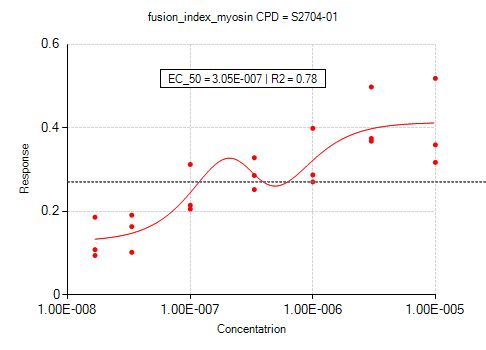 fusion_index_myosin CPD = S2704-01
0.6
EC_50 = 3.05E-007 | R2 = 0.78
0.4
Response
0.2
0
1.00E-008 1.00E-007 1.00E-006 1.00E-005
Concentatrion